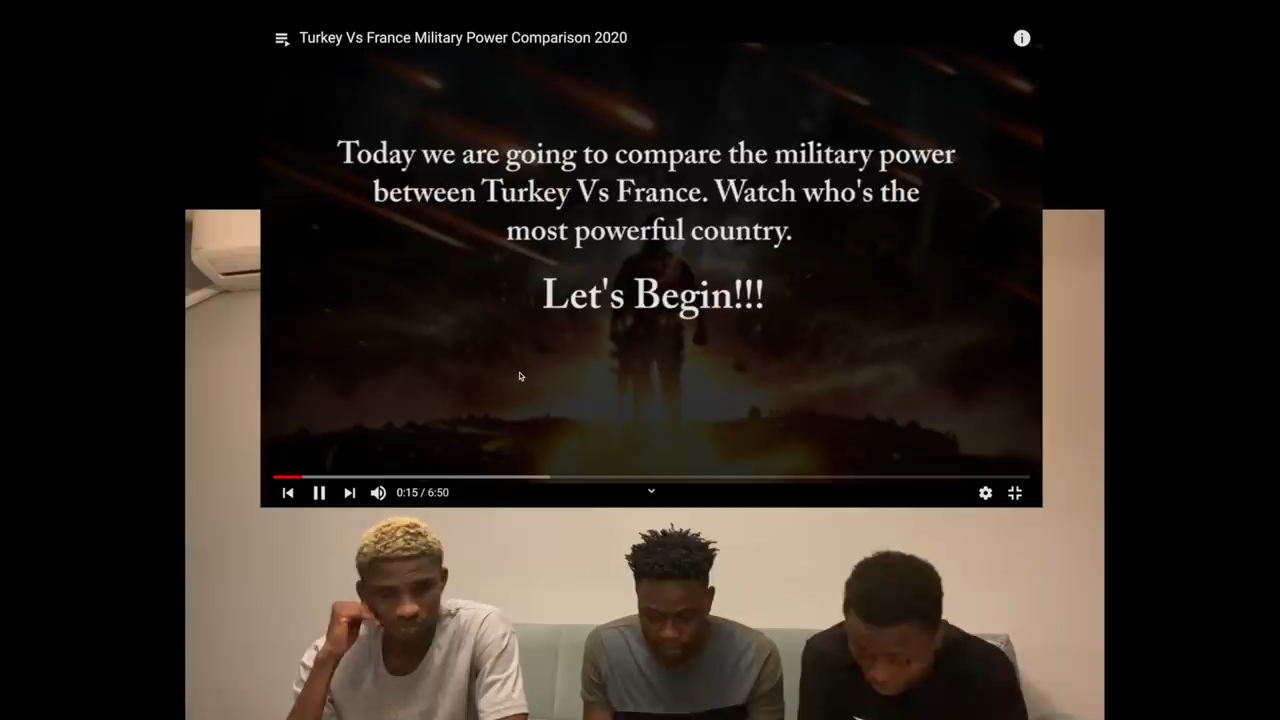 Turkey Vs France Military Power Comparison 2020
Today we are going to compare the military power
between Turkey Vs France. Watch who's the
most powerful country.
Let's Begin!!!
0:15 / 6:50